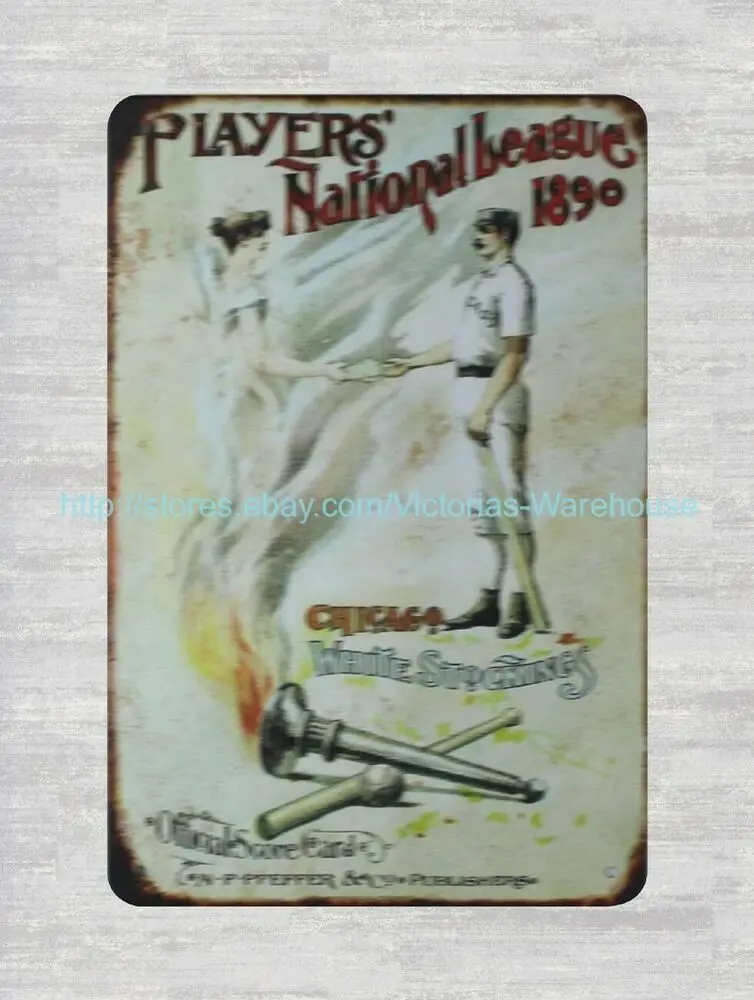 PLAYERS'
National League
1890
http://stores.ebay.com/Victorias-Warehouse
CHICAGO
WHITE STOCKINGS
Official Score Card
N-F-PFEFFER & CO PUBLISHERS